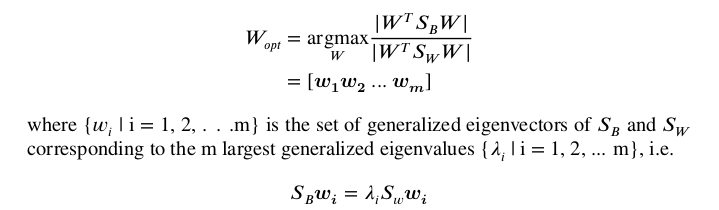 W_opt = argmax_W |W^T S_B W| / |W^T S_W W|
= [w_1 w_2 ... w_m]
where {w_i | i = 1, 2, . . .m} is the set of generalized eigenvectors of S_B and S_W
corresponding to the m largest generalized eigenvalues {λ_i | i = 1, 2, ... m}, i.e.
S_B w_i = λ_i S_w w_i